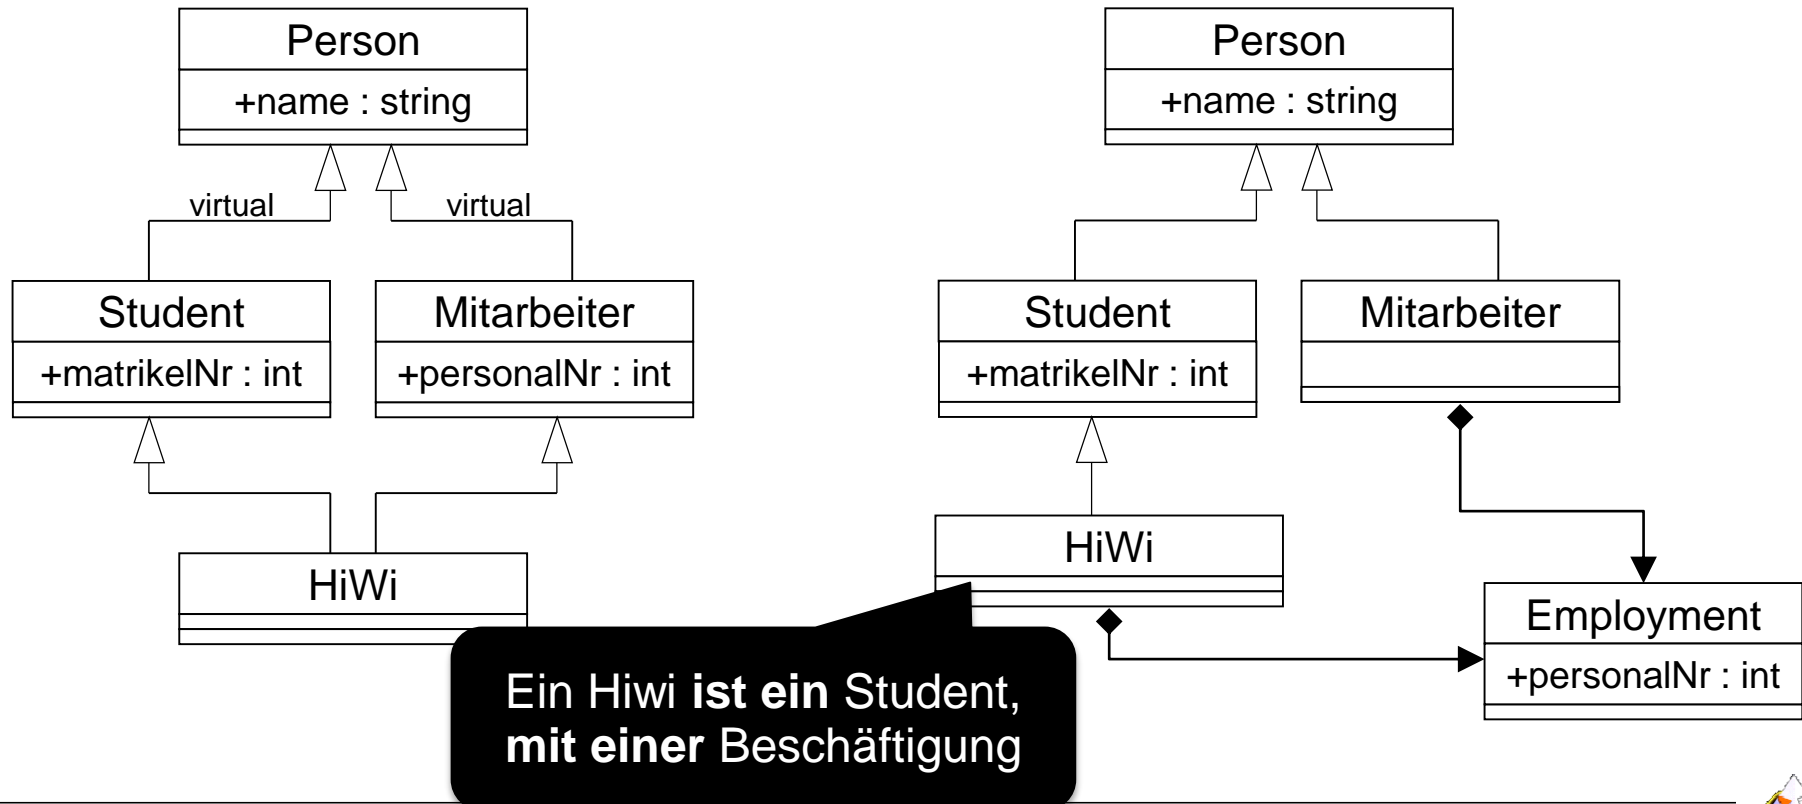 Person
+name : string
virtual
virtual
Student
+matrikelNr : int
Mitarbeiter
+personalNr : int
HiWi
Person
+name : string
Student
+matrikelNr : int
Mitarbeiter
HiWi
Employment
+personalNr : int
Ein Hiwi ist ein Student,
mit einer Beschäftigung